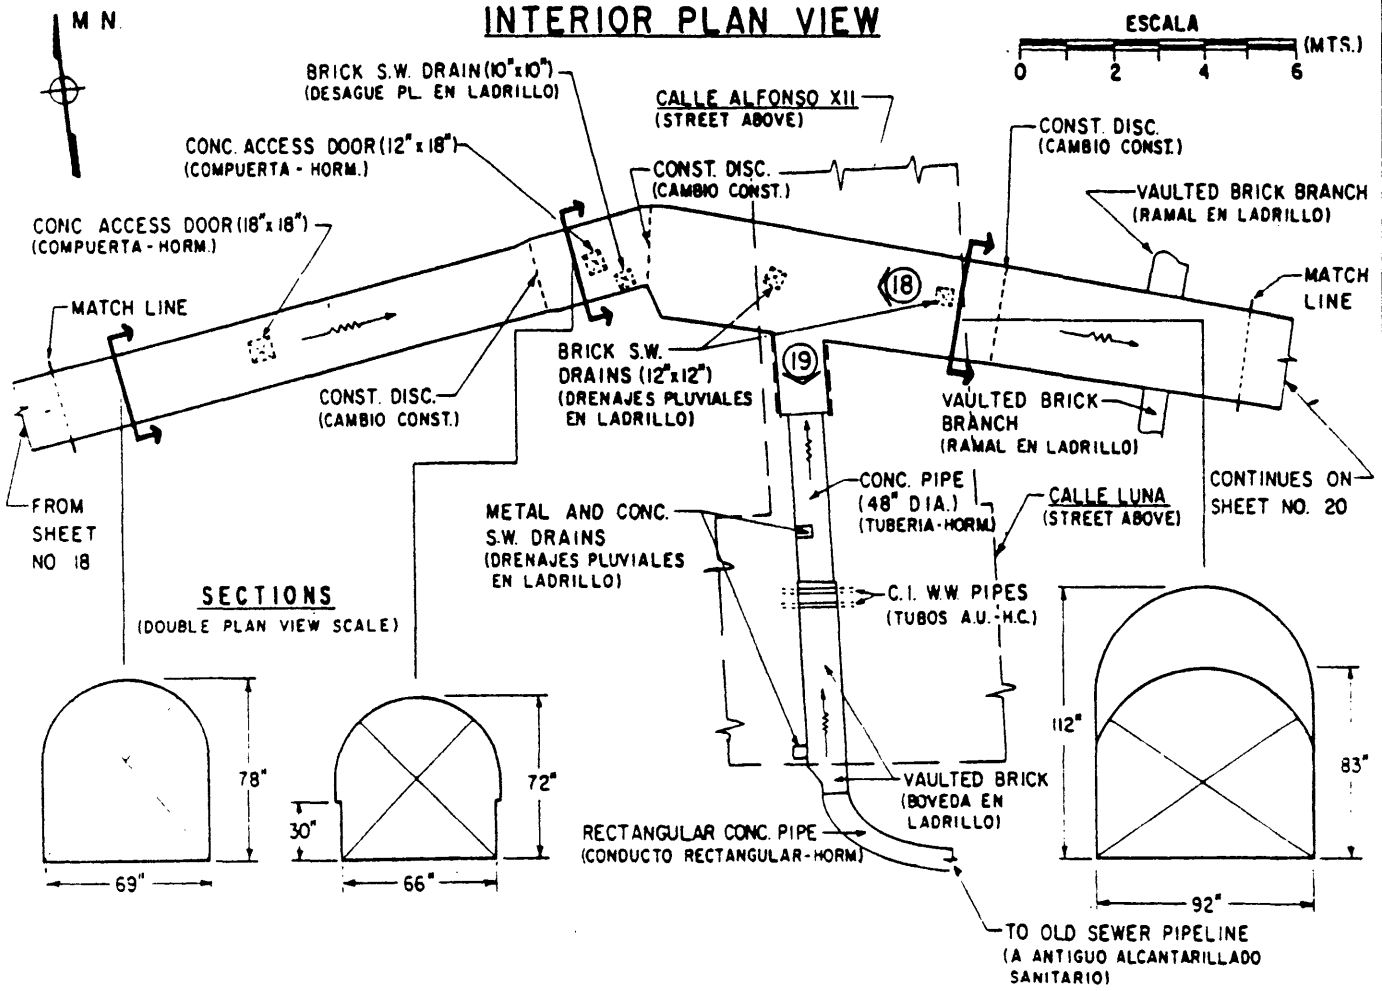 INTERIOR PLAN VIEW
M N.
ESCALA
(MTS.)
0 2 4 6
BRICK S.W. DRAIN (10"x10")
(DESAGUE PL. EN LADRILLO)
CALLE ALFONSO XII
(STREET ABOVE)
CONST. DISC.
(CAMBIO CONST.)
CONC. ACCESS DOOR (12"x18")
(COMPUERTA - HORM.)
CONST. DISC.
(CAMBIO CONST.)
VAULTED BRICK BRANCH
(RAMAL EN LADRILLO)
CONC ACCESS DOOR (18"x18")
(COMPUERTA - HORM.)
MATCH LINE
18
MATCH
LINE
BRICK S.W.
DRAINS (12"x12")
(DRENAJES PLUVIALES
EN LADRILLO)
19
CONST. DISC.
(CAMBIO CONST.)
VAULTED BRICK
BRANCH
(RAMAL EN LADRILLO)
FROM
SHEET
NO 18
METAL AND CONC.
S.W. DRAINS
(DRENAJES PLUVIALES
EN LADRILLO)
CONC. PIPE
(48" DIA.)
(TUBERIA-HORM)
CALLE LUNA
(STREET ABOVE)
CONTINUES ON
SHEET NO. 20
C.I. W.W. PIPES
(TUBOS A.U.-H.C.)
SECTIONS
(DOUBLE PLAN VIEW SCALE)
78"
69"
30"
72"
66"
112"
83"
92"
VAULTED BRICK
(BOVEDA EN
LADRILLO)
RECTANGULAR CONC. PIPE
(CONDUCTO RECTANGULAR-HORM)
TO OLD SEWER PIPELINE
(A ANTIGUO ALCANTARILLADO
SANITARIO)